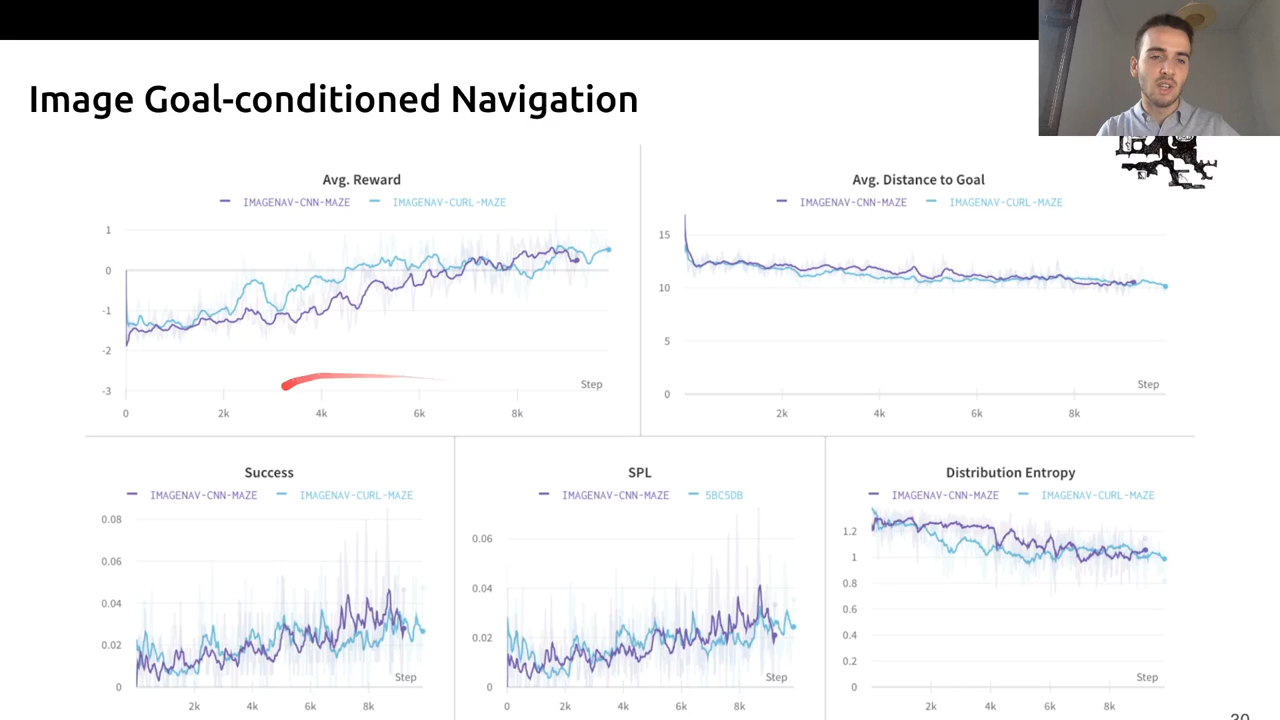 Image Goal-conditioned Navigation
Avg. Reward
IMAGENAV-CNN-MAZE IMAGENAV-CURL-MAZE
1
0
-1
-2
-3
Step
0 2k 4k 6k 8k
Avg. Distance to Goal
IMAGENAV-CNN-MAZE IMAGENAV-CURL-MAZE
15
10
5
0
Step
2k 4k 6k 8k
Success
IMAGENAV-CNN-MAZE IMAGENAV-CURL-MAZE
0.08
0.06
0.04
0.02
0
Step
2k 4k 6k 8k
SPL
IMAGENAV-CNN-MAZE 5BC5DB
0.06
0.04
0.02
0
Step
0 2k 4k 6k 8k
Distribution Entropy
IMAGENAV-CNN-MAZE IMAGENAV-CURL-MAZE
1.2
1
0.8
0.6
0.4
0.2
0
Step
2k 4k 6k 8k